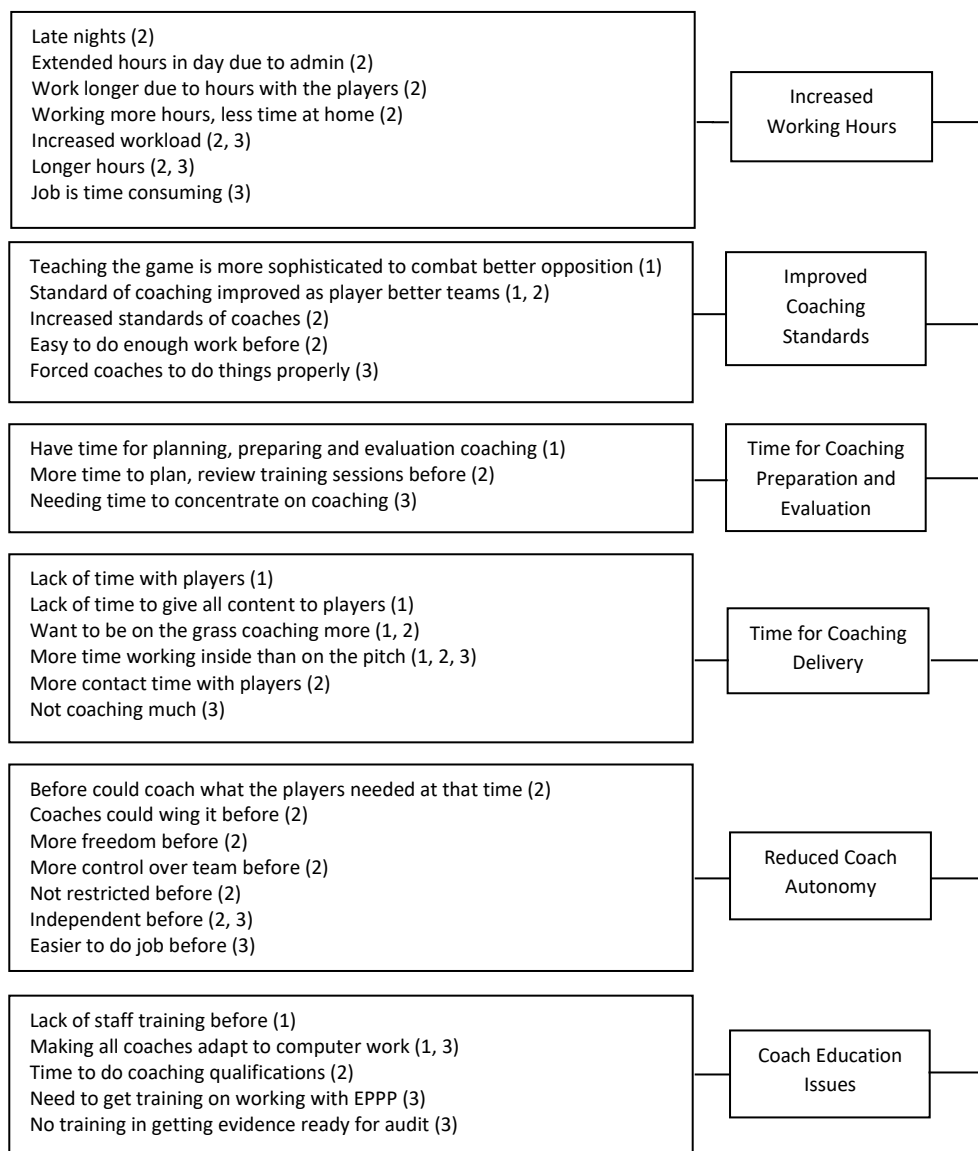 Late nights (2)
Extended hours in day due to admin (2)
Work longer due to hours with the players (2)
Working more hours, less time at home (2)
Increased workload (2, 3)
Longer hours (2, 3)
Job is time consuming (3)
Increased
Working Hours
Teaching the game is more sophisticated to combat better opposition (1)
Standard of coaching improved as player better teams (1, 2)
Increased standards of coaches (2)
Easy to do enough work before (2)
Forced coaches to do things properly (3)
Improved
Coaching
Standards
Have time for planning, preparing and evaluation coaching (1)
More time to plan, review training sessions before (2)
Needing time to concentrate on coaching (3)
Time for Coaching
Preparation and
Evaluation
Lack of time with players (1)
Lack of time to give all content to players (1)
Want to be on the grass coaching more (1, 2)
More time working inside than on the pitch (1, 2, 3)
More contact time with players (2)
Not coaching much (3)
Time for Coaching
Delivery
Before could coach what the players needed at that time (2)
Coaches could wing it before (2)
More freedom before (2)
More control over team before (2)
Not restricted before (2)
Independent before (2, 3)
Easier to do job before (3)
Reduced Coach
Autonomy
Lack of staff training before (1)
Making all coaches adapt to computer work (1, 3)
Time to do coaching qualifications (2)
Need to get training on working with EPPP (3)
No training in getting evidence ready for audit (3)
Coach Education
Issues